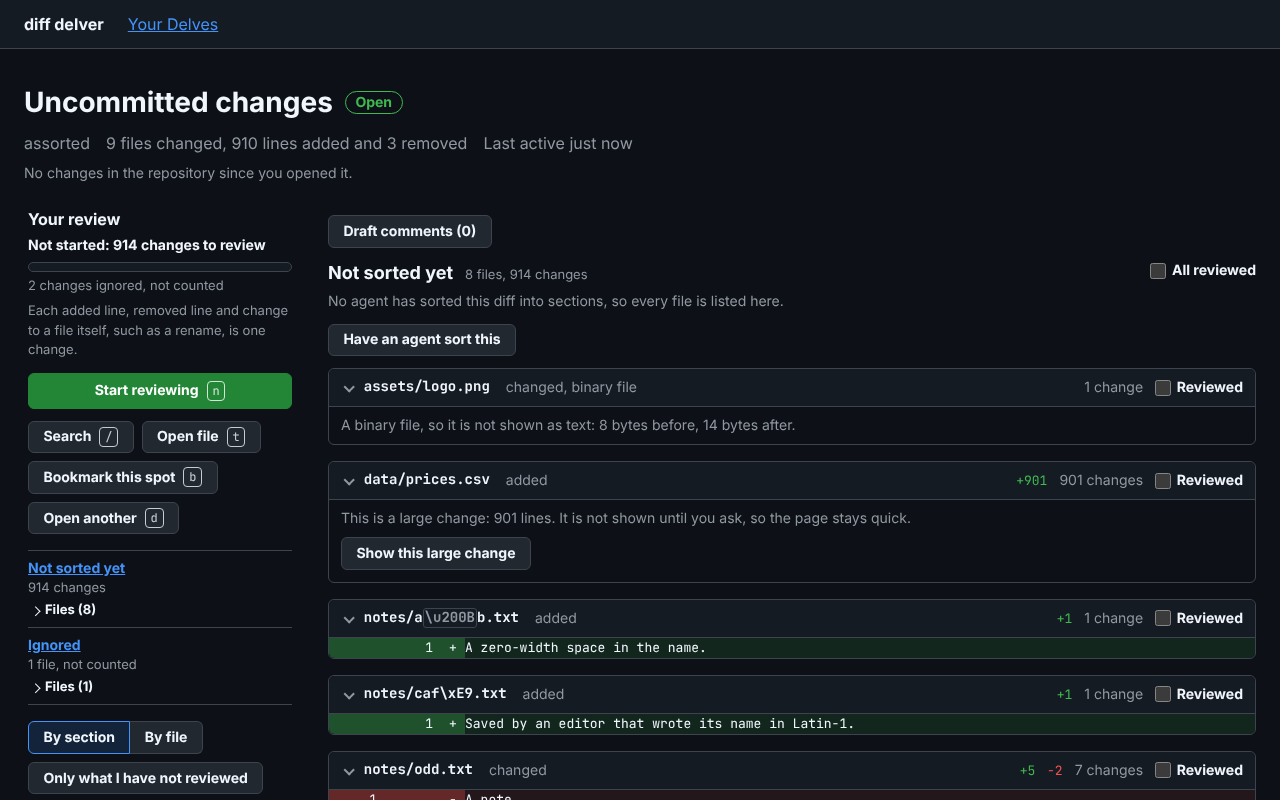 diff delver Your Delves
Uncommitted changes Open
assorted 9 files changed, 910 lines added and 3 removed Last active just now
No changes in the repository since you opened it.
Your review
Not started: 914 changes to review
2 changes ignored, not counted
Each added line, removed line and change
to a file itself, such as a rename, is one
change.
Start reviewing n
Search / Open file t
Bookmark this spot b
Open another d
Not sorted yet
914 changes
Files (8)
Ignored
1 file, not counted
Files (1)
By section By file
Only what I have not reviewed
Draft comments (0)
Not sorted yet 8 files, 914 changes All reviewed
No agent has sorted this diff into sections, so every file is listed here.
Have an agent sort this
assets/logo.png changed, binary file 1 change Reviewed
A binary file, so it is not shown as text: 8 bytes before, 14 bytes after.
data/prices.csv added +901 901 changes Reviewed
This is a large change: 901 lines. It is not shown until you ask, so the page stays quick.
Show this large change
notes/a\u200Bb.txt added +1 1 change Reviewed
1 + A zero-width space in the name.
notes/caf\xE9.txt added +1 1 change Reviewed
1 + Saved by an editor that wrote its name in Latin-1.
notes/odd.txt changed +5 -2 7 changes Reviewed
1 - A note